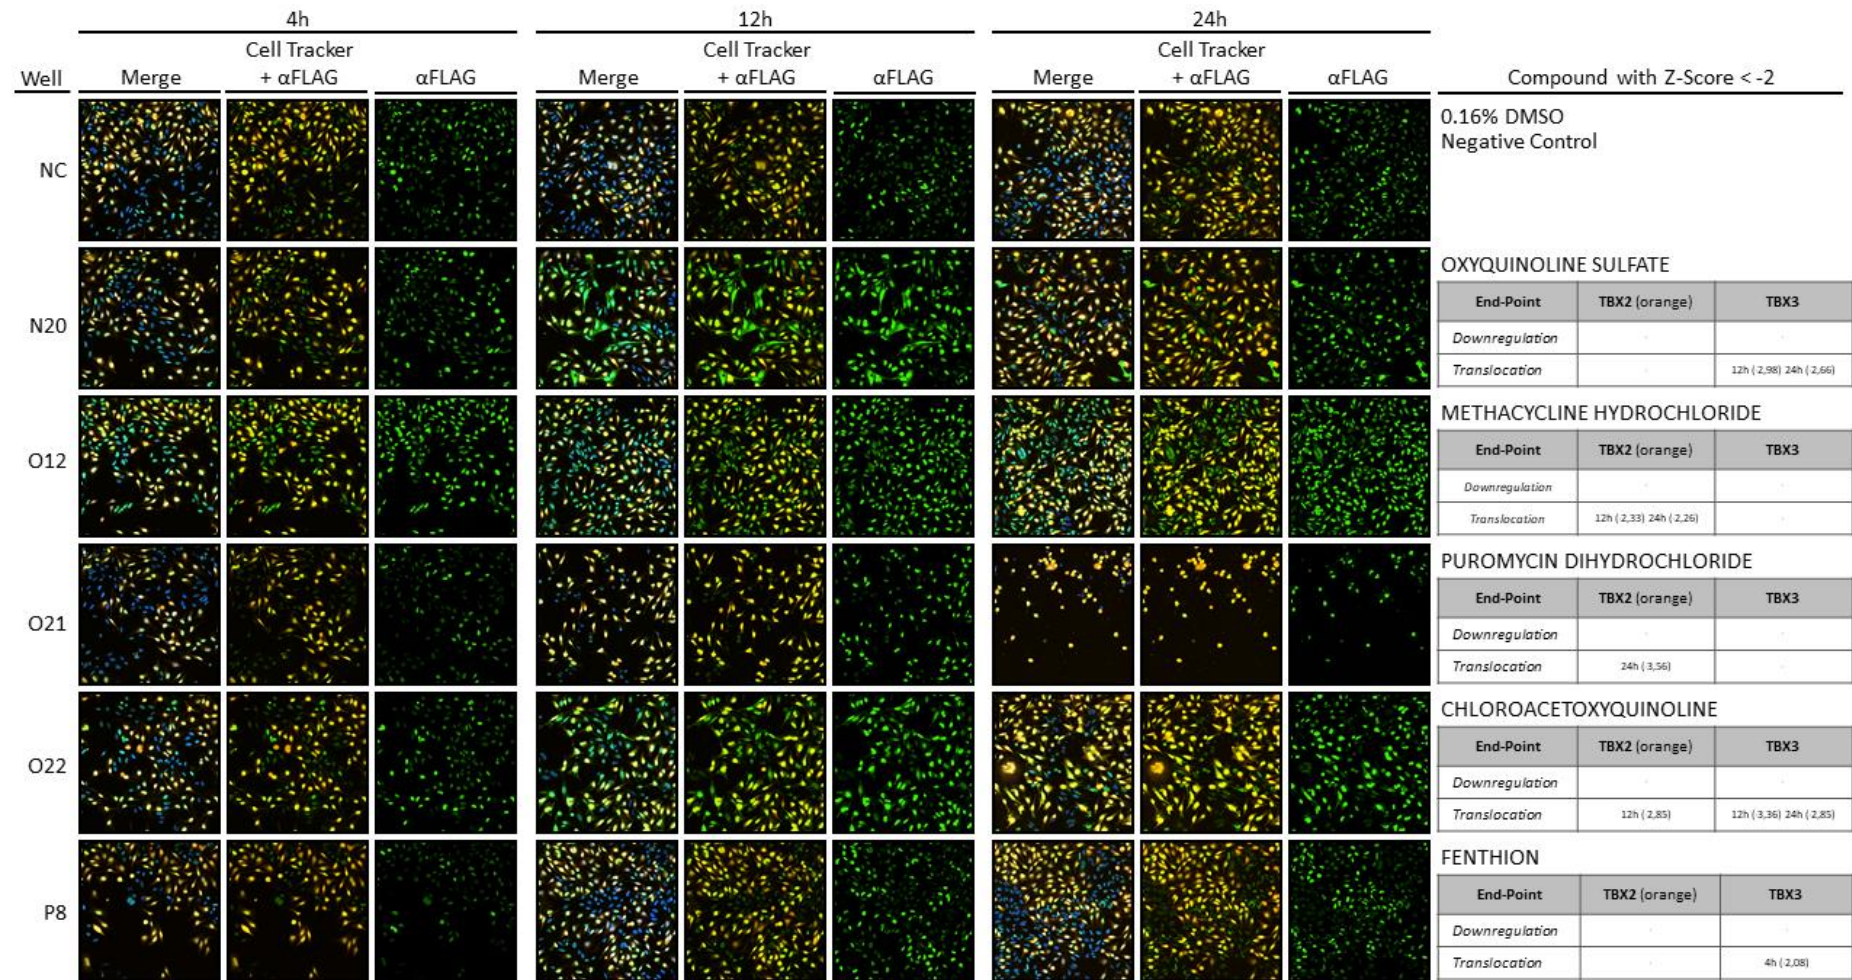 4h 12h 24h
Cell Tracker Cell Tracker Cell Tracker
Well Merge + αFLAG αFLAG Merge + αFLAG αFLAG Merge + αFLAG αFLAG Compound with Z-Score < -2
NC
0.16% DMSO
Negative Control
N20
OXYQUINOLINE SULFATE
End-Point TBX2 (orange) TBX3
Downregulation - -
Translocation - 12h (-2,98) 24h (-2,66)
O12
METHACYCLINE HYDROCHLORIDE
End-Point TBX2 (orange) TBX3
Downregulation - -
Translocation 12h (-2,33) 24h (-2,26) -
O21
PUROMYCIN DIHYDROCHLORIDE
End-Point TBX2 (orange) TBX3
Downregulation - -
Translocation 24h (-3,56) -
O22
CHLOROACETOXYQUINOLINE
End-Point TBX2 (orange) TBX3
Downregulation - -
Translocation 12h (-2,85) 12h (-3,36) 24h (-2,85)
P8
FENTHION
End-Point TBX2 (orange) TBX3
Downregulation - -
Translocation - 4h (-2,08)